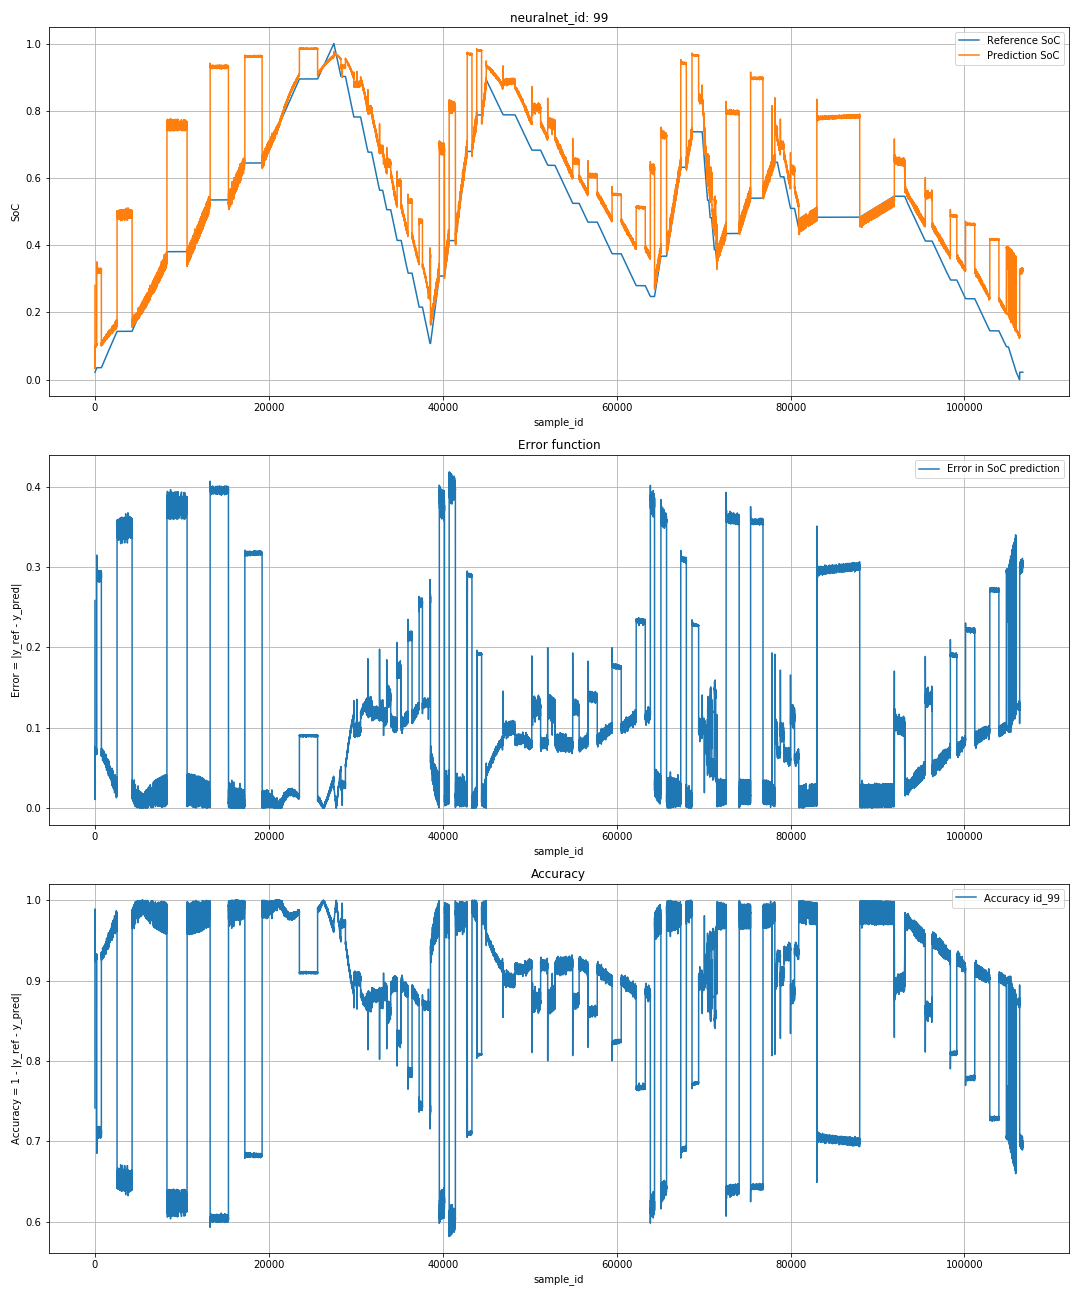 neuralnet_id: 99
Reference SoC
Prediction SoC
SoC
1.0
0.8
0.6
0.4
0.2
0.0
0 20000 40000 60000 80000 100000
sample_id
Error function
Error in SoC prediction
Error = |y_ref - y_pred|
0.4
0.3
0.2
0.1
0.0
0 20000 40000 60000 80000 100000
sample_id
Accuracy
Accuracy id_99
Accuracy = 1 - |y_ref - y_pred|
1.0
0.9
0.8
0.7
0.6
0 20000 40000 60000 80000 100000
sample_id